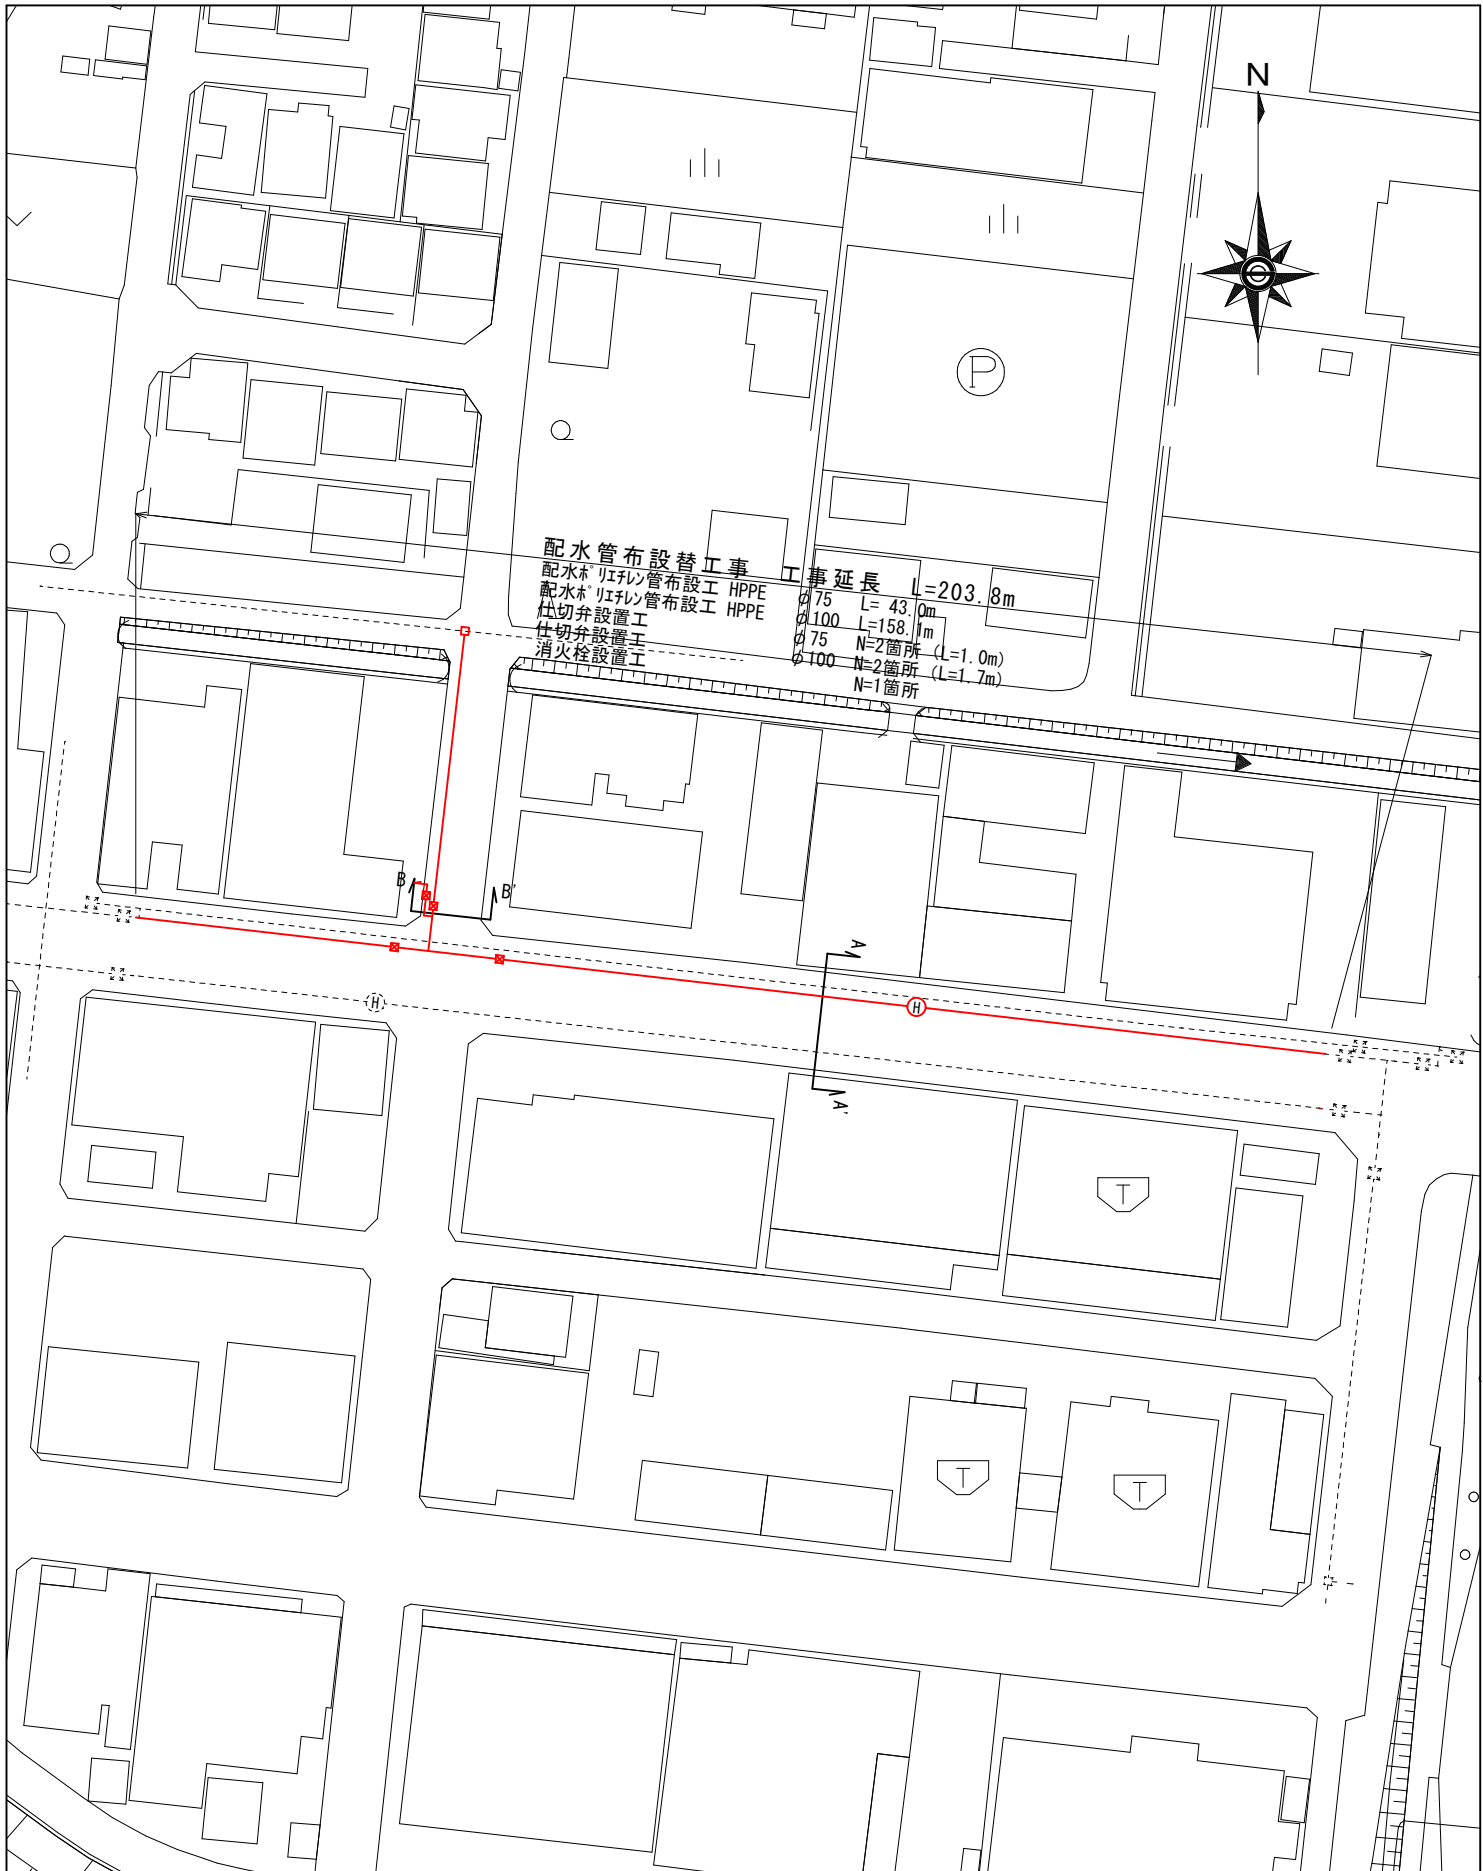 N
P
配水管布設替工事 工事延長 L=203.8m
配水ﾎﾟﾘｴﾁﾚﾝ管布設工 HPPE φ75 L= 43.0m
配水ﾎﾟﾘｴﾁﾚﾝ管布設工 HPPE φ100 L=158.1m
仕切弁設置工 φ75 N=2箇所 (L=1.0m)
仕切弁設置工 φ100 N=2箇所 (L=1.7m)
消火栓設置工 N=1箇所
B
B'
A
H
H
A'
T
T
T